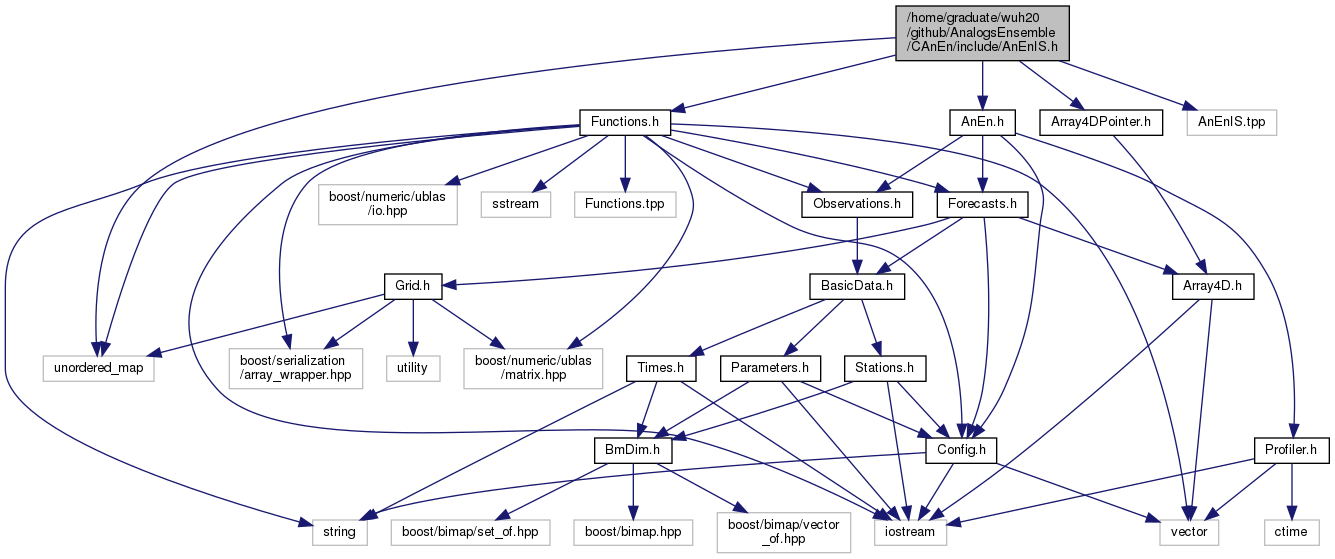 /home/graduate/wuh20
/github/AnalogsEnsemble
/CAnEn/include/AnEnIS.h
Functions.h
AnEn.h
Array4DPointer.h
AnEnIS.tpp
boost/numeric/ublas
/io.hpp
sstream
Functions.tpp
Observations.h
Forecasts.h
Grid.h
BasicData.h
Array4D.h
unordered_map
boost/serialization
/array_wrapper.hpp
utility
boost/numeric/ublas
/matrix.hpp
Times.h
Parameters.h
Stations.h
BmDim.h
Config.h
Profiler.h
string
boost/bimap/set_of.hpp
boost/bimap.hpp
boost/bimap/vector
_of.hpp
iostream
vector
ctime